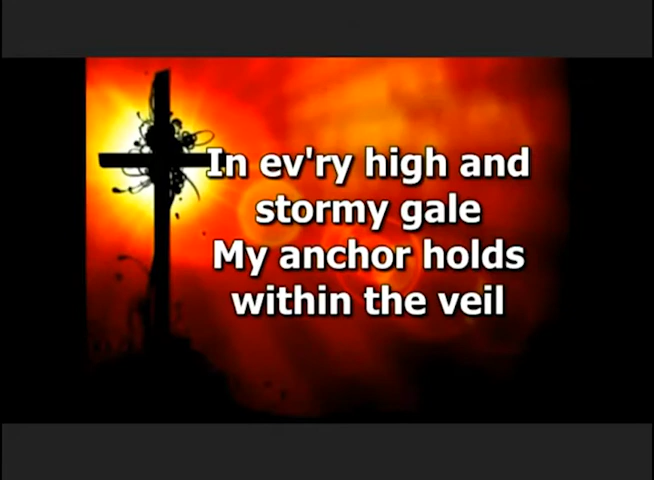 In ev'ry high and
stormy gale
My anchor holds
within the veil